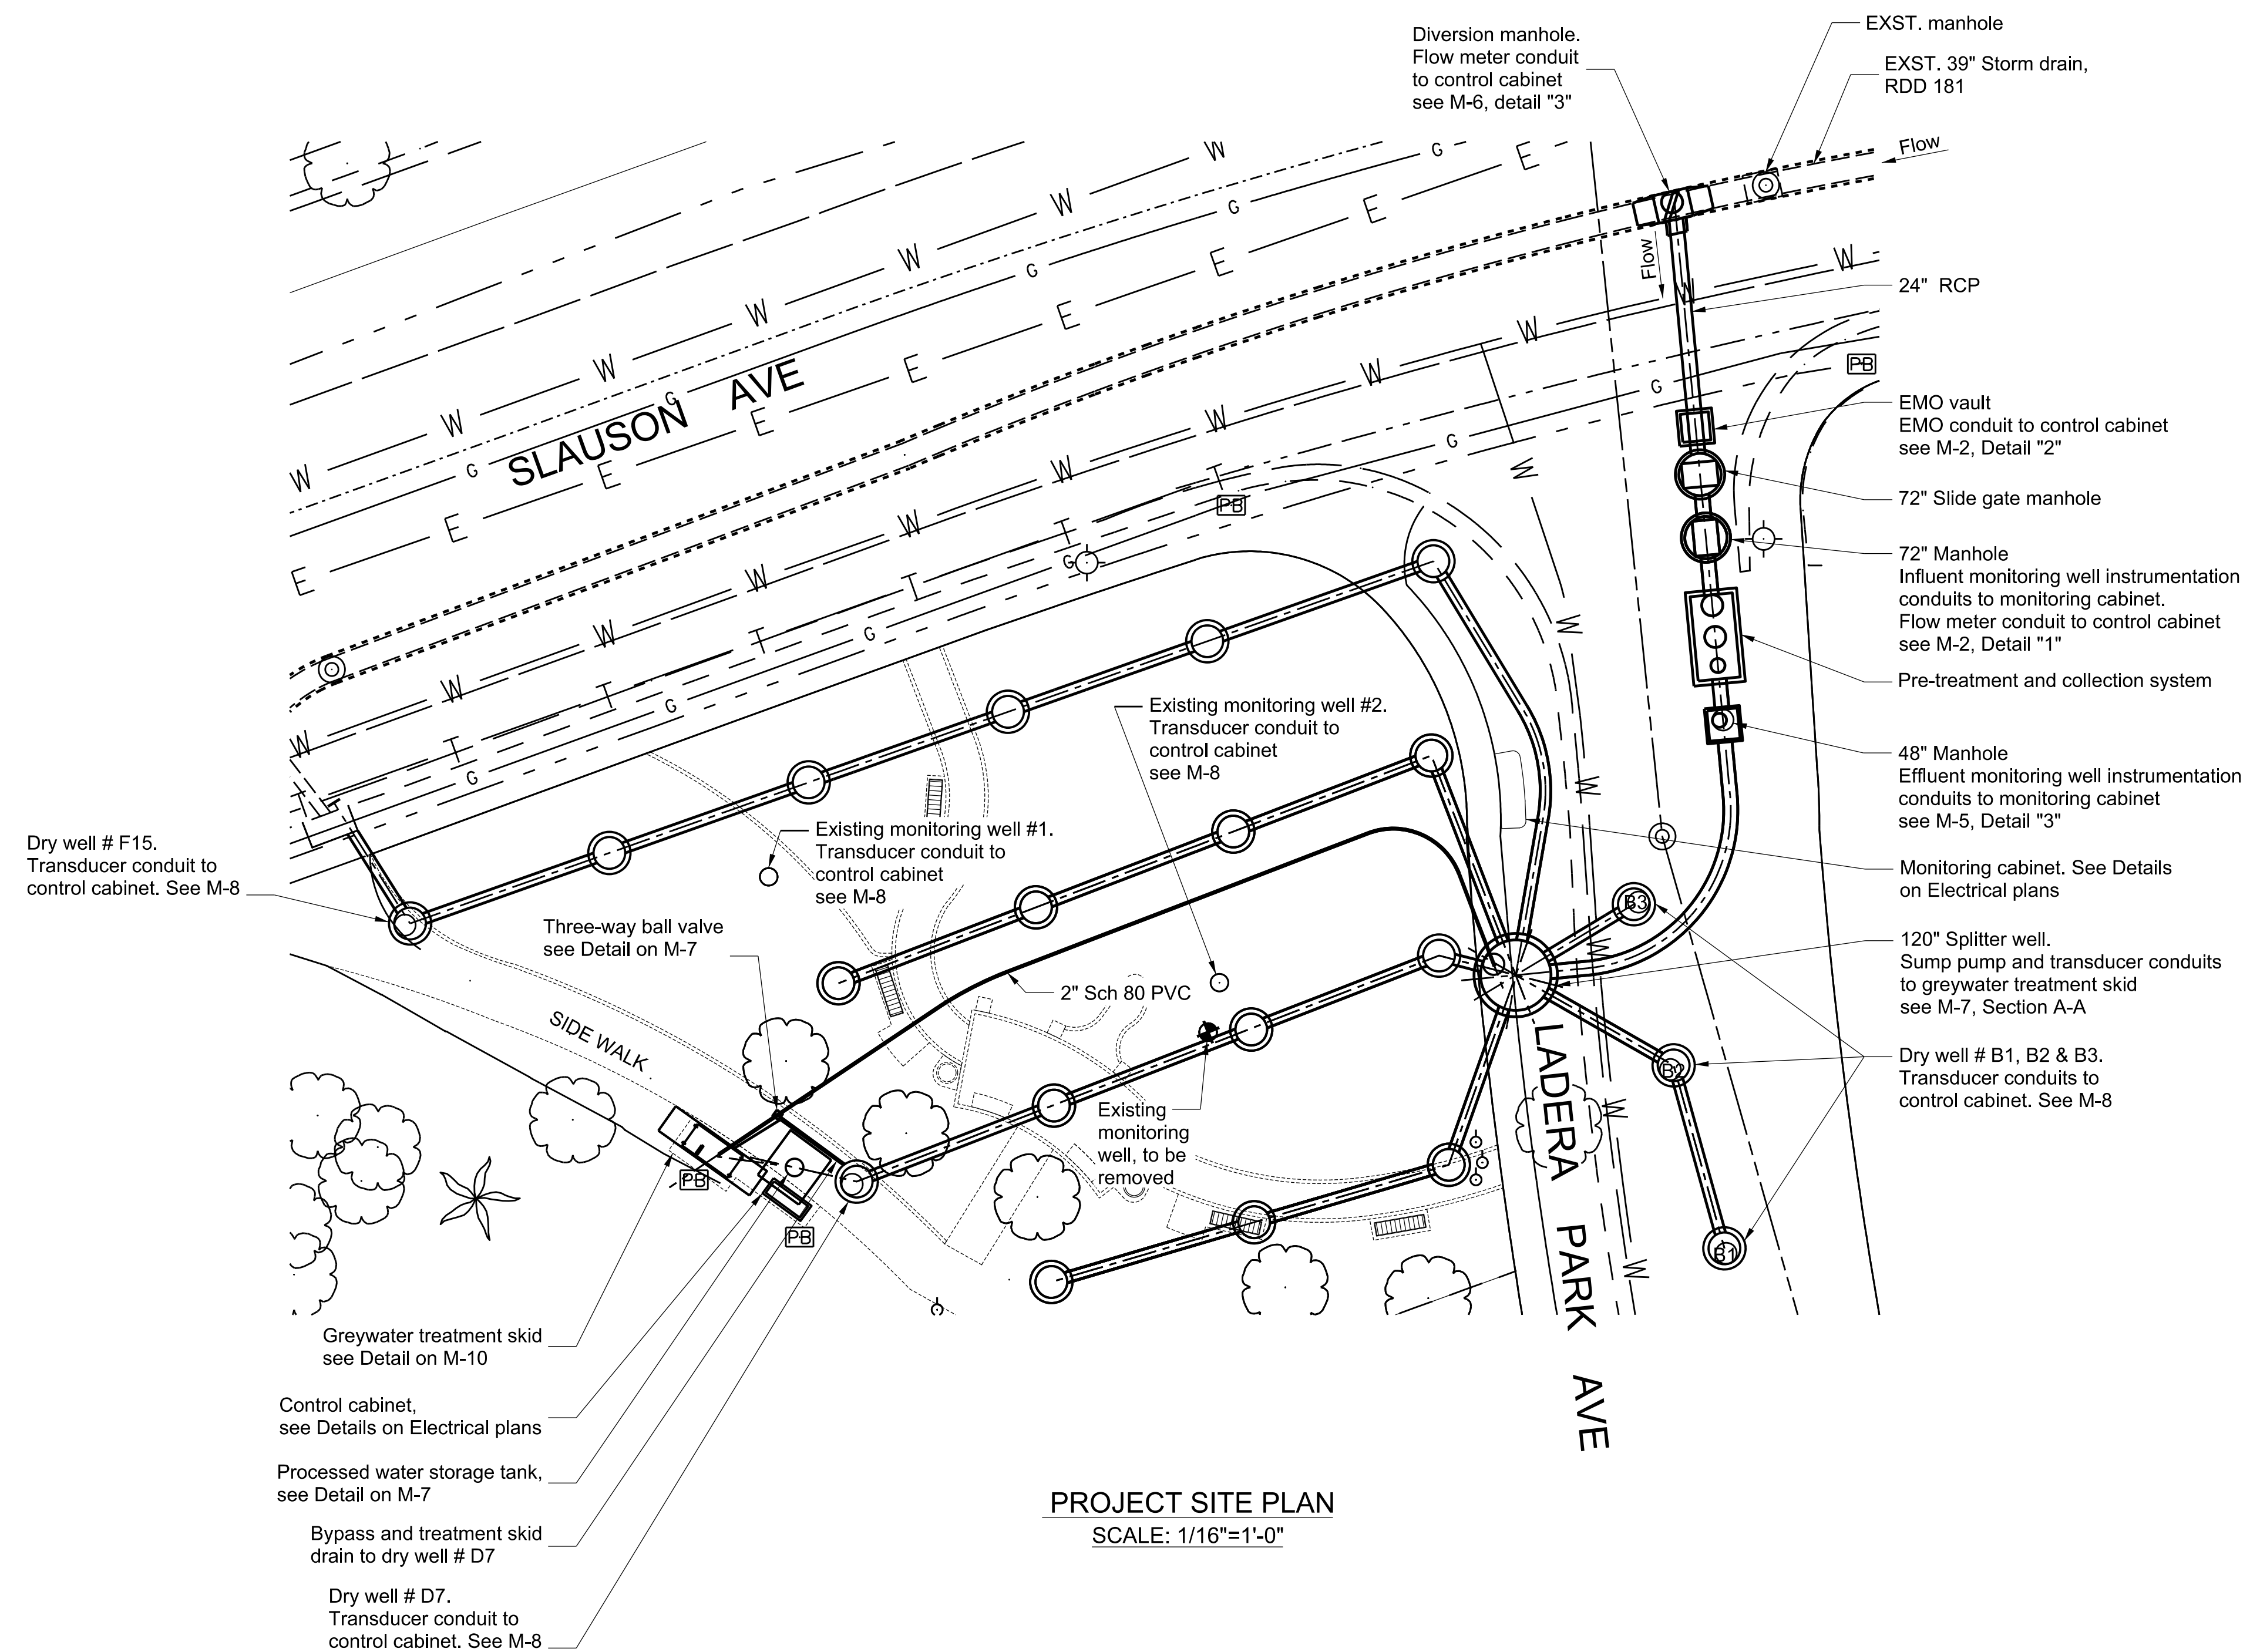 Diversion manhole.
Flow meter conduit
to control cabinet
see M-6, detail "3"
EXST. manhole
EXST. 39" Storm drain,
RDD 181
Flow
Flow
24" RCP
EMO vault
EMO conduit to control cabinet
see M-2, Detail "2"
72" Slide gate manhole
72" Manhole
Influent monitoring well instrumentation
conduits to monitoring cabinet.
Flow meter conduit to control cabinet
see M-2, Detail "1"
Pre-treatment and collection system
48" Manhole
Effluent monitoring well instrumentation
conduits to monitoring cabinet
see M-5, Detail "3"
Monitoring cabinet. See Details
on Electrical plans
120" Splitter well.
Sump pump and transducer conduits
to greywater treatment skid
see M-7, Section A-A
Dry well # B1, B2 & B3.
Transducer conduits to
control cabinet. See M-8
SLAUSON AVE
W W W W W W W
G G G G G
E E E E E E E E E
W W W W W W W W W W W
T T T T T T
G G G G G G
PB
PB
Existing monitoring well #2.
Transducer conduit to
control cabinet
see M-8
Existing monitoring well #1.
Transducer conduit to
control cabinet
see M-8
Dry well # F15.
Transducer conduit to
control cabinet. See M-8
Three-way ball valve
see Detail on M-7
2" Sch 80 PVC
SIDE WALK
Existing
monitoring
well, to be
removed
B3
B2
B1
W W W W W W W
LADERA PARK AVE
PB
PB
Greywater treatment skid
see Detail on M-10
Control cabinet,
see Details on Electrical plans
Processed water storage tank,
see Detail on M-7
Bypass and treatment skid
drain to dry well # D7
Dry well # D7.
Transducer conduit to
control cabinet. See M-8
PROJECT SITE PLAN
SCALE: 1/16"=1'-0"